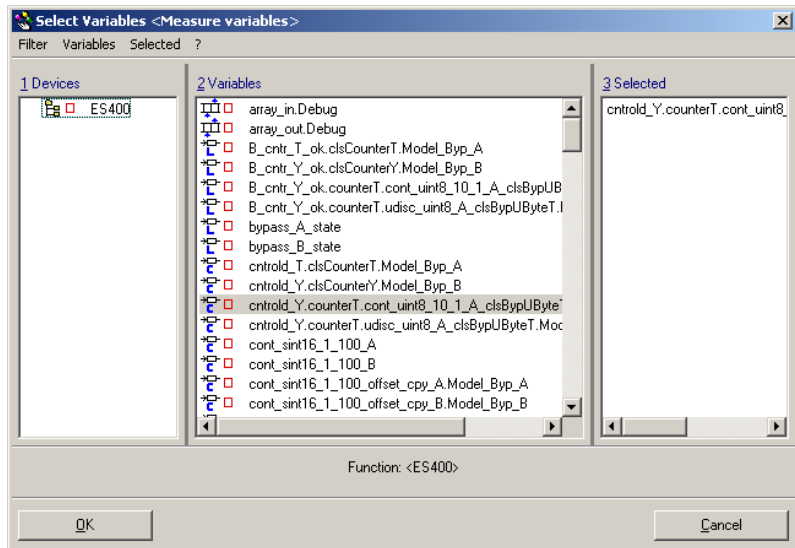 Select Variables <Measure variables>
Filter Variables Selected ?
1 Devices
ES400
2 Variables
array_in.Debug
array_out.Debug
B_cntr_T_ok.clsCounterT.Model_Byp_A
B_cntr_Y_ok.clsCounterY.Model_Byp_B
B_cntr_Y_ok.counterT.cont_uint8_10_1_A_clsBypUB
B_cntr_Y_ok.counterT.udisc_uint8_A_clsBypUByteT.I
bypass_A_state
bypass_B_state
cntrold_T.clsCounterT.Model_Byp_A
cntrold_Y.clsCounterY.Model_Byp_B
cntrold_Y.counterT.cont_uint8_10_1_A_clsBypUByteT
cntrold_Y.counterT.udisc_uint8_A_clsBypUByteT.Moc
cont_sint16_1_100_A
cont_sint16_1_100_B
cont_sint16_1_100_offset_cpy_A.Model_Byp_A
cont_sint16_1_100_offset_cpy_B.Model_Byp_B
3 Selected
cntrold_Y.counterT.cont_uint8_
Function: <ES400>
OK
Cancel